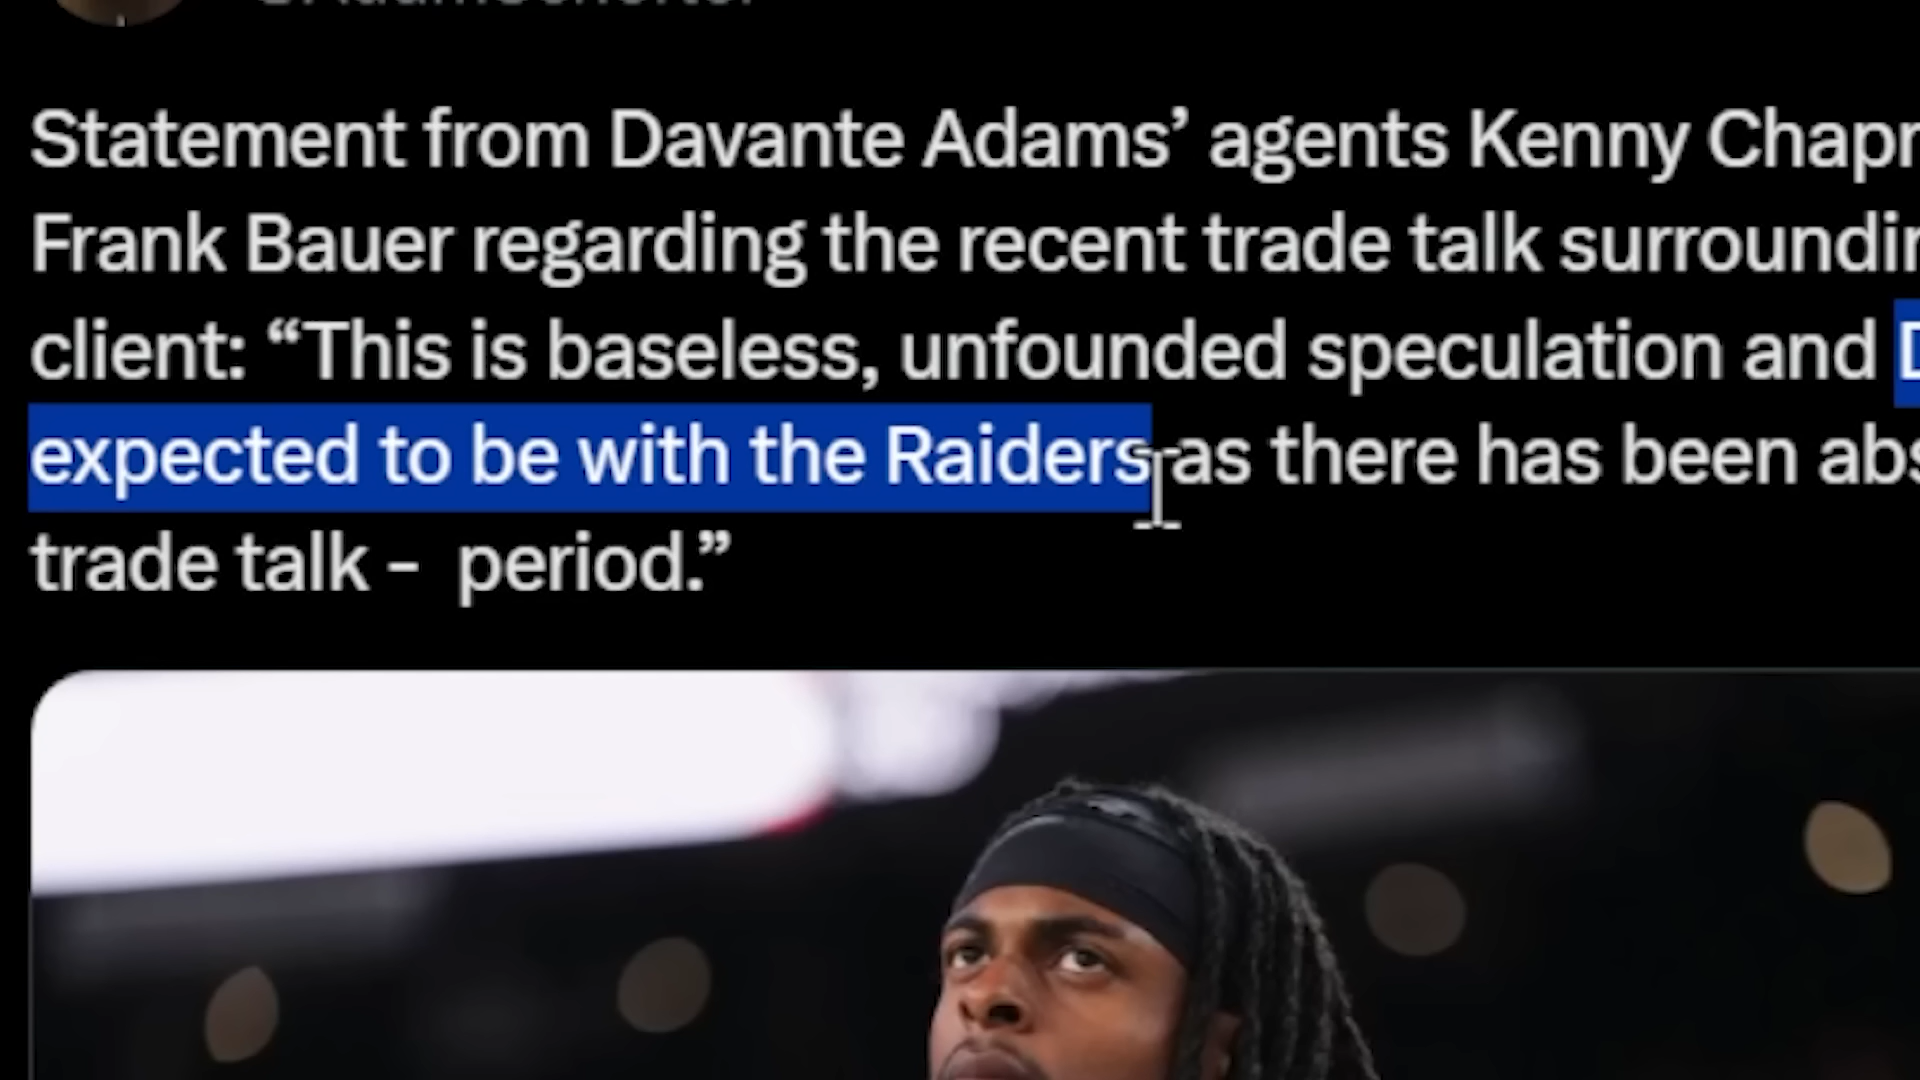 Statement from Davante Adams’ agents Kenny
Frank Bauer regarding the recent trade talk
client: “This is baseless, unfounded speculation and
expected to be with the Raiders as there has been
trade talk - period.”